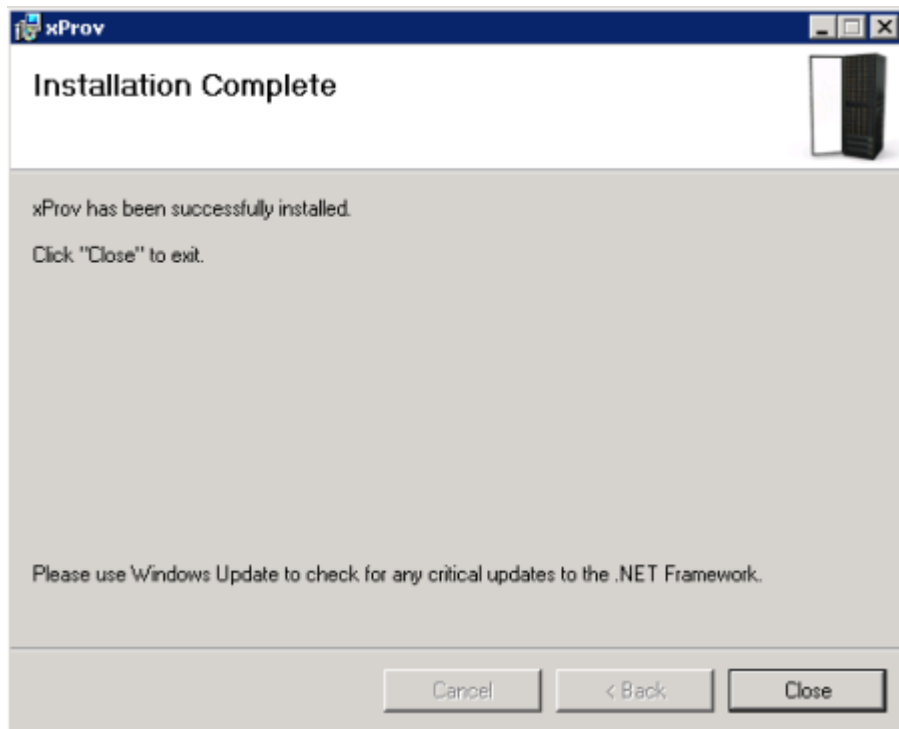 xProv
Installation Complete
xProv has been successfully installed.
Click "Close" to exit.
Please use Windows Update to check for any critical updates to the .NET Framework.
Cancel
< Back
Close